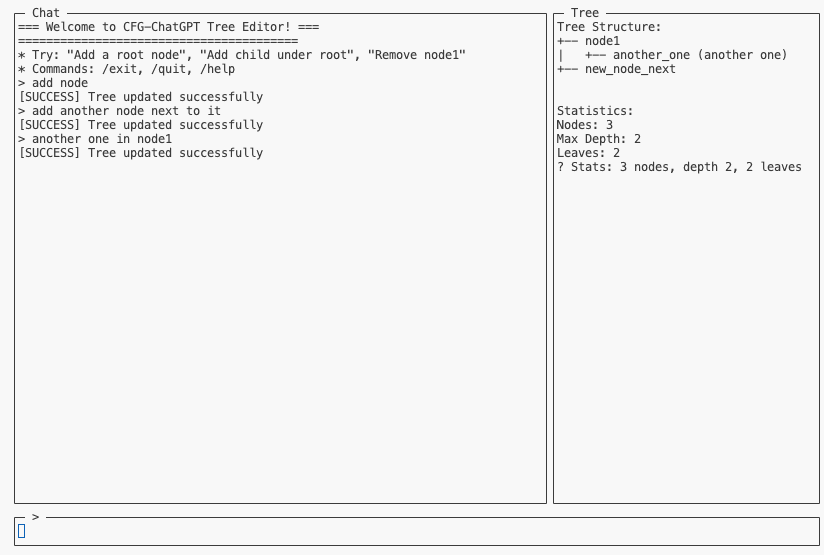 Chat
=== Welcome to CFG-ChatGPT Tree Editor! ===
========================================
* Try: "Add a root node", "Add child under root", "Remove node1"
* Commands: /exit, /quit, /help
> add node
[SUCCESS] Tree updated successfully
> add another node next to it
[SUCCESS] Tree updated successfully
> another one in node1
[SUCCESS] Tree updated successfully
Tree
Tree Structure:
+-- node1
|   +-- another_one (another one)
+-- new_node_next
Statistics:
Nodes: 3
Max Depth: 2
Leaves: 2
? Stats: 3 nodes, depth 2, 2 leaves
>